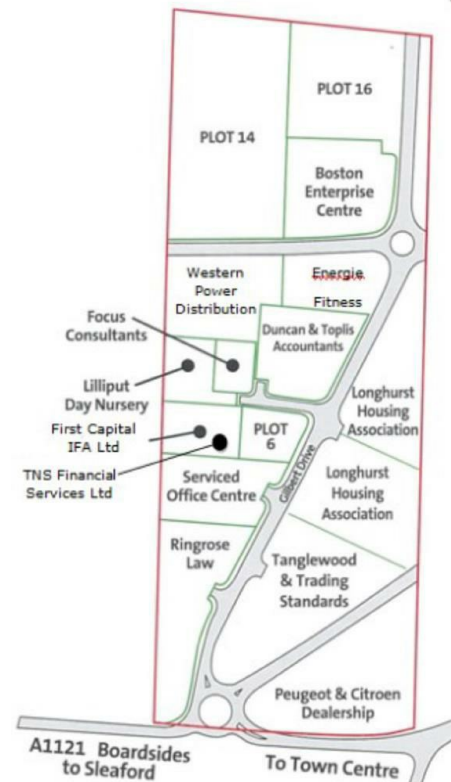 PLOT 16
PLOT 14
Boston
Enterprise
Centre
Western
Power
Distribution
Energie
Fitness
Focus
Consultants
Duncan & Toplis
Accountants
Lilliput
Day Nursery
Longhurst
Housing
Association
First Capital
IFA Ltd
PLOT
6
TNS Financial
Services Ltd
Serviced
Office Centre
Gilbert Drive
Longhurst
Housing
Association
Ringrose
Law
Tanglewood
& Trading
Standards
Peugeot & Citroen
Dealership
A1121 Boardsides
to Sleaford
To Town Centre